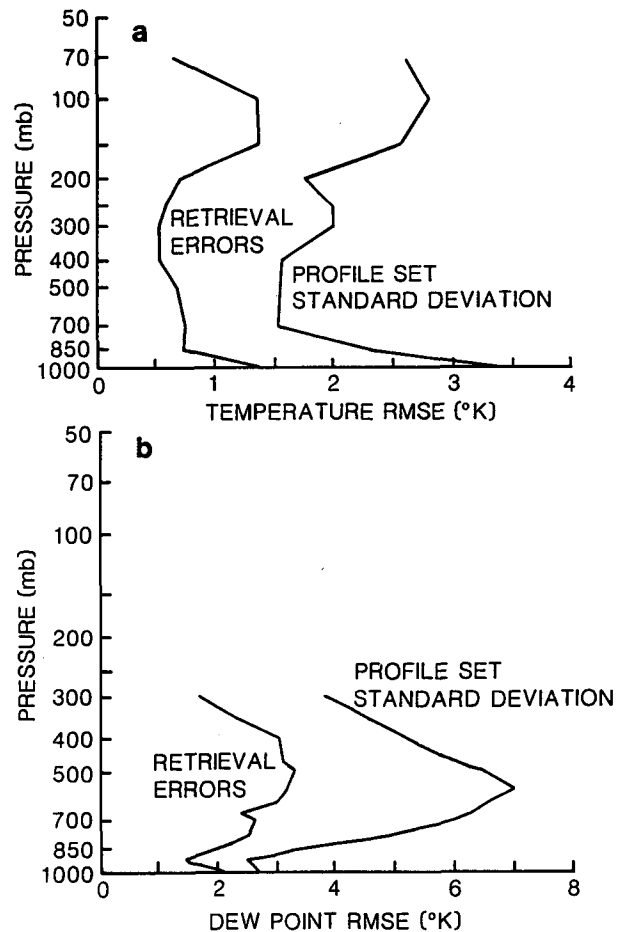 a
50
70
100
200
300
400
500
700
850
1000
PRESSURE (mb)
RETRIEVAL
ERRORS
PROFILE SET
STANDARD DEVIATION
0 1 2 3 4
TEMPERATURE RMSE (°K)
b
50
70
100
200
300
400
500
700
850
1000
PRESSURE (mb)
PROFILE SET
STANDARD DEVIATION
RETRIEVAL
ERRORS
0 2 4 6 8
DEW POINT RMSE (°K)